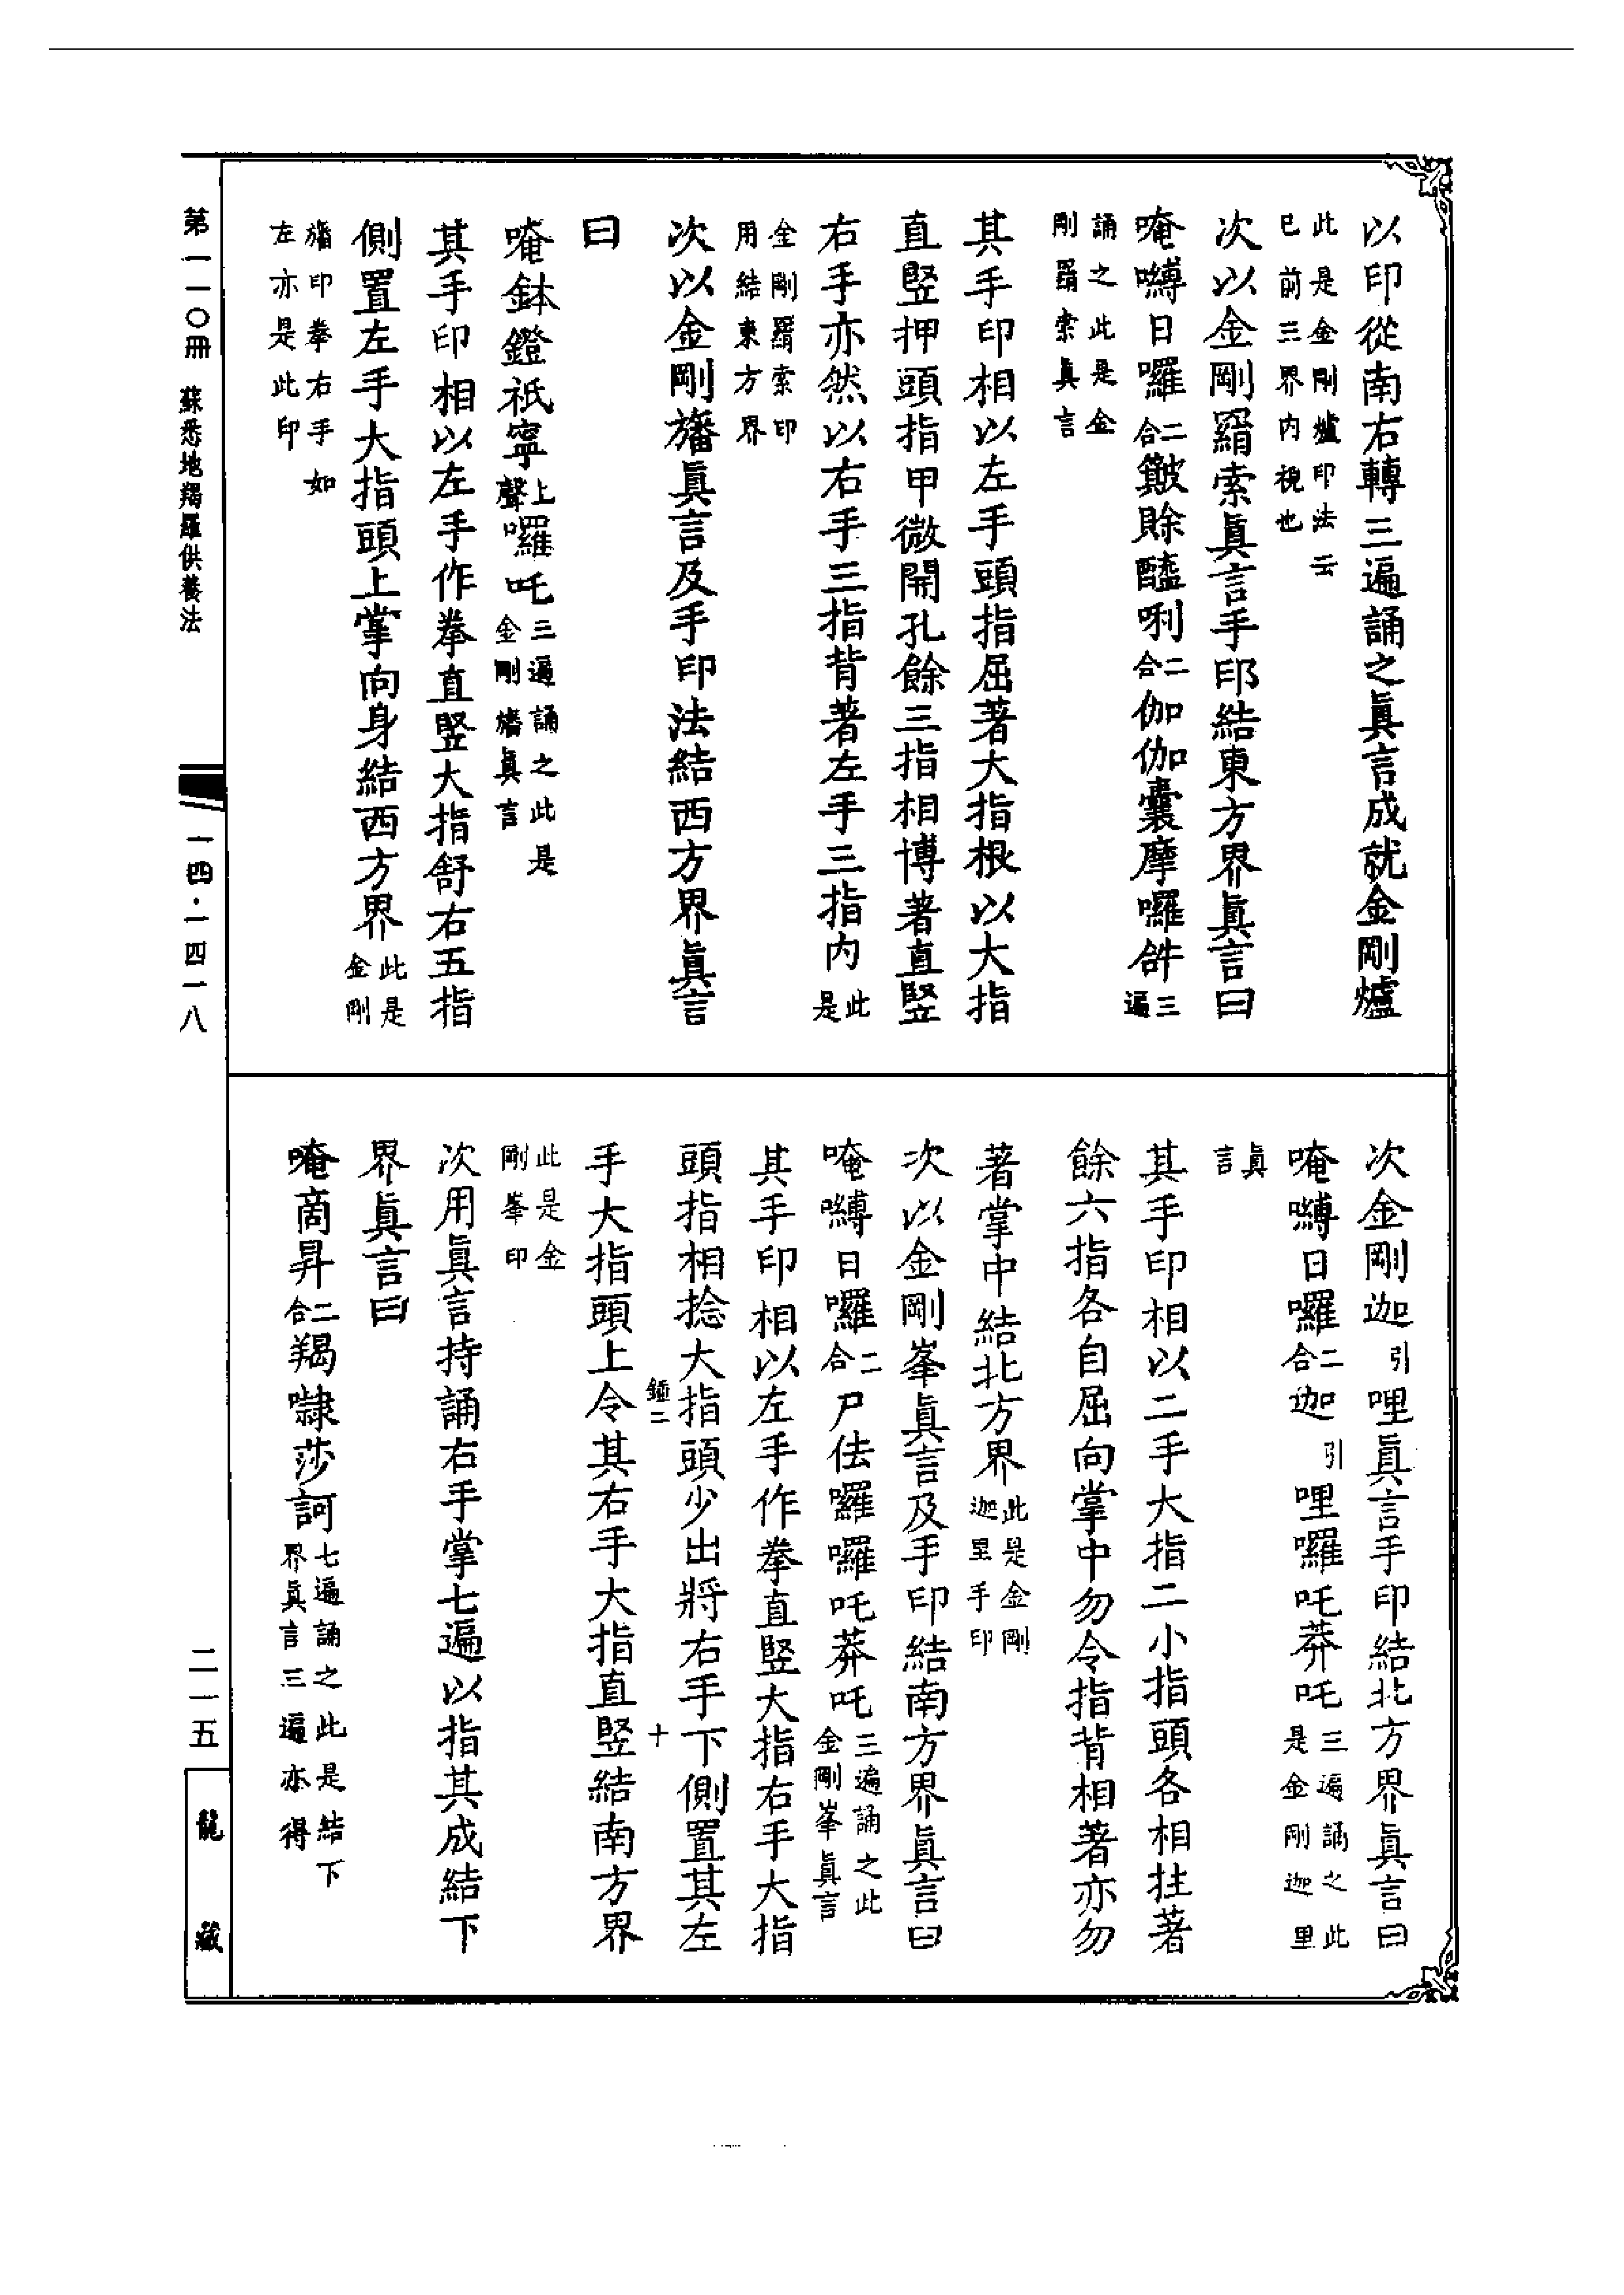 以印從南右轉三遍誦之眞言成就金剛爐
此是金剛爐印法云
已前三界內視也
次以金剛羂索眞言手印結東方界眞言曰
唵嚩日囉二合皺賖醯唎二合伽伽囊摩囉𤙖三遍
誦之此是金
剛羂索眞言
其手印相以左手頭指屈著大指根以大指
直竪押頭指甲微開孔餘三指相博著直竪
右手亦然以右手三指背著左手三指內此是
金剛羂索印
用結東方界
次以金剛旛眞言及手印法結西方界眞言
曰
唵鉢鐙祇寧上聲囉吒三遍誦之此是金剛旛眞言
其手印相以左手作拳直竪大指舒右五指
側置左手大指頭上掌向身結西方界此是金剛
旛印拳右手如
左亦是此印
次金剛迦引哩眞言手印結北方界眞言曰
唵嚩日囉二合迦引哩囉吒莽吒三遍誦之此是金剛迦里
眞
言
其手印相以二手大指二小指頭各相拄著
餘六指各自屈向掌中勿令指背相著亦勿
著掌中結北方界此是金剛迦里手印
次以金剛峯眞言及手印結南方界眞言曰
唵嚩日囉二合尸佉囉囉吒莽吒三遍誦之此金剛峯眞言
其手印相以左手作拳直竪大指右手大指
頭指相捻大指頭少出將右手下側置其左
鍾二 十
手大指頭上令其右手大指直竪結南方界
此是金
剛峯印
次用眞言持誦右手掌七遍以指其成結下
界眞言曰
唵商昇二合羯㘑莎訶七遍誦之此是結下界眞言三遍亦得
第一一〇冊 蘇悉地羯羅供養法
一四·一四一八
二一五
龍藏